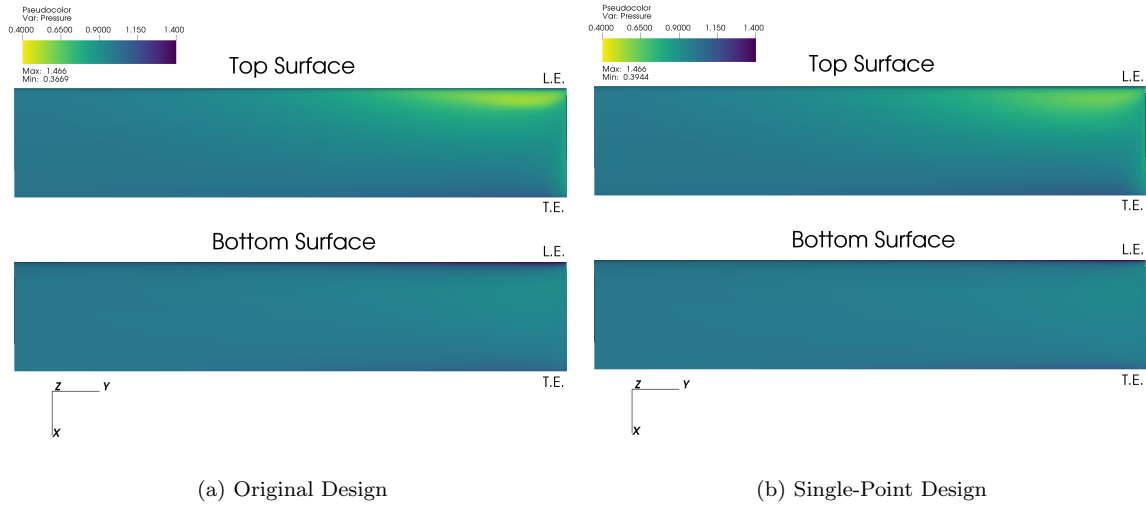 Pseudocolor
Var: Pressure
0.4000 0.6500 0.9000 1.150 1.400
Max: 1.466
Min: 0.3669
Top Surface
L.E.
T.E.
Bottom Surface
L.E.
T.E.
Z Y
X
(a) Original Design
Pseudocolor
Var: Pressure
0.4000 0.6500 0.9000 1.150 1.400
Max: 1.466
Min: 0.3944
Top Surface
L.E.
T.E.
Bottom Surface
L.E.
T.E.
Z Y
X
(b) Single-Point Design